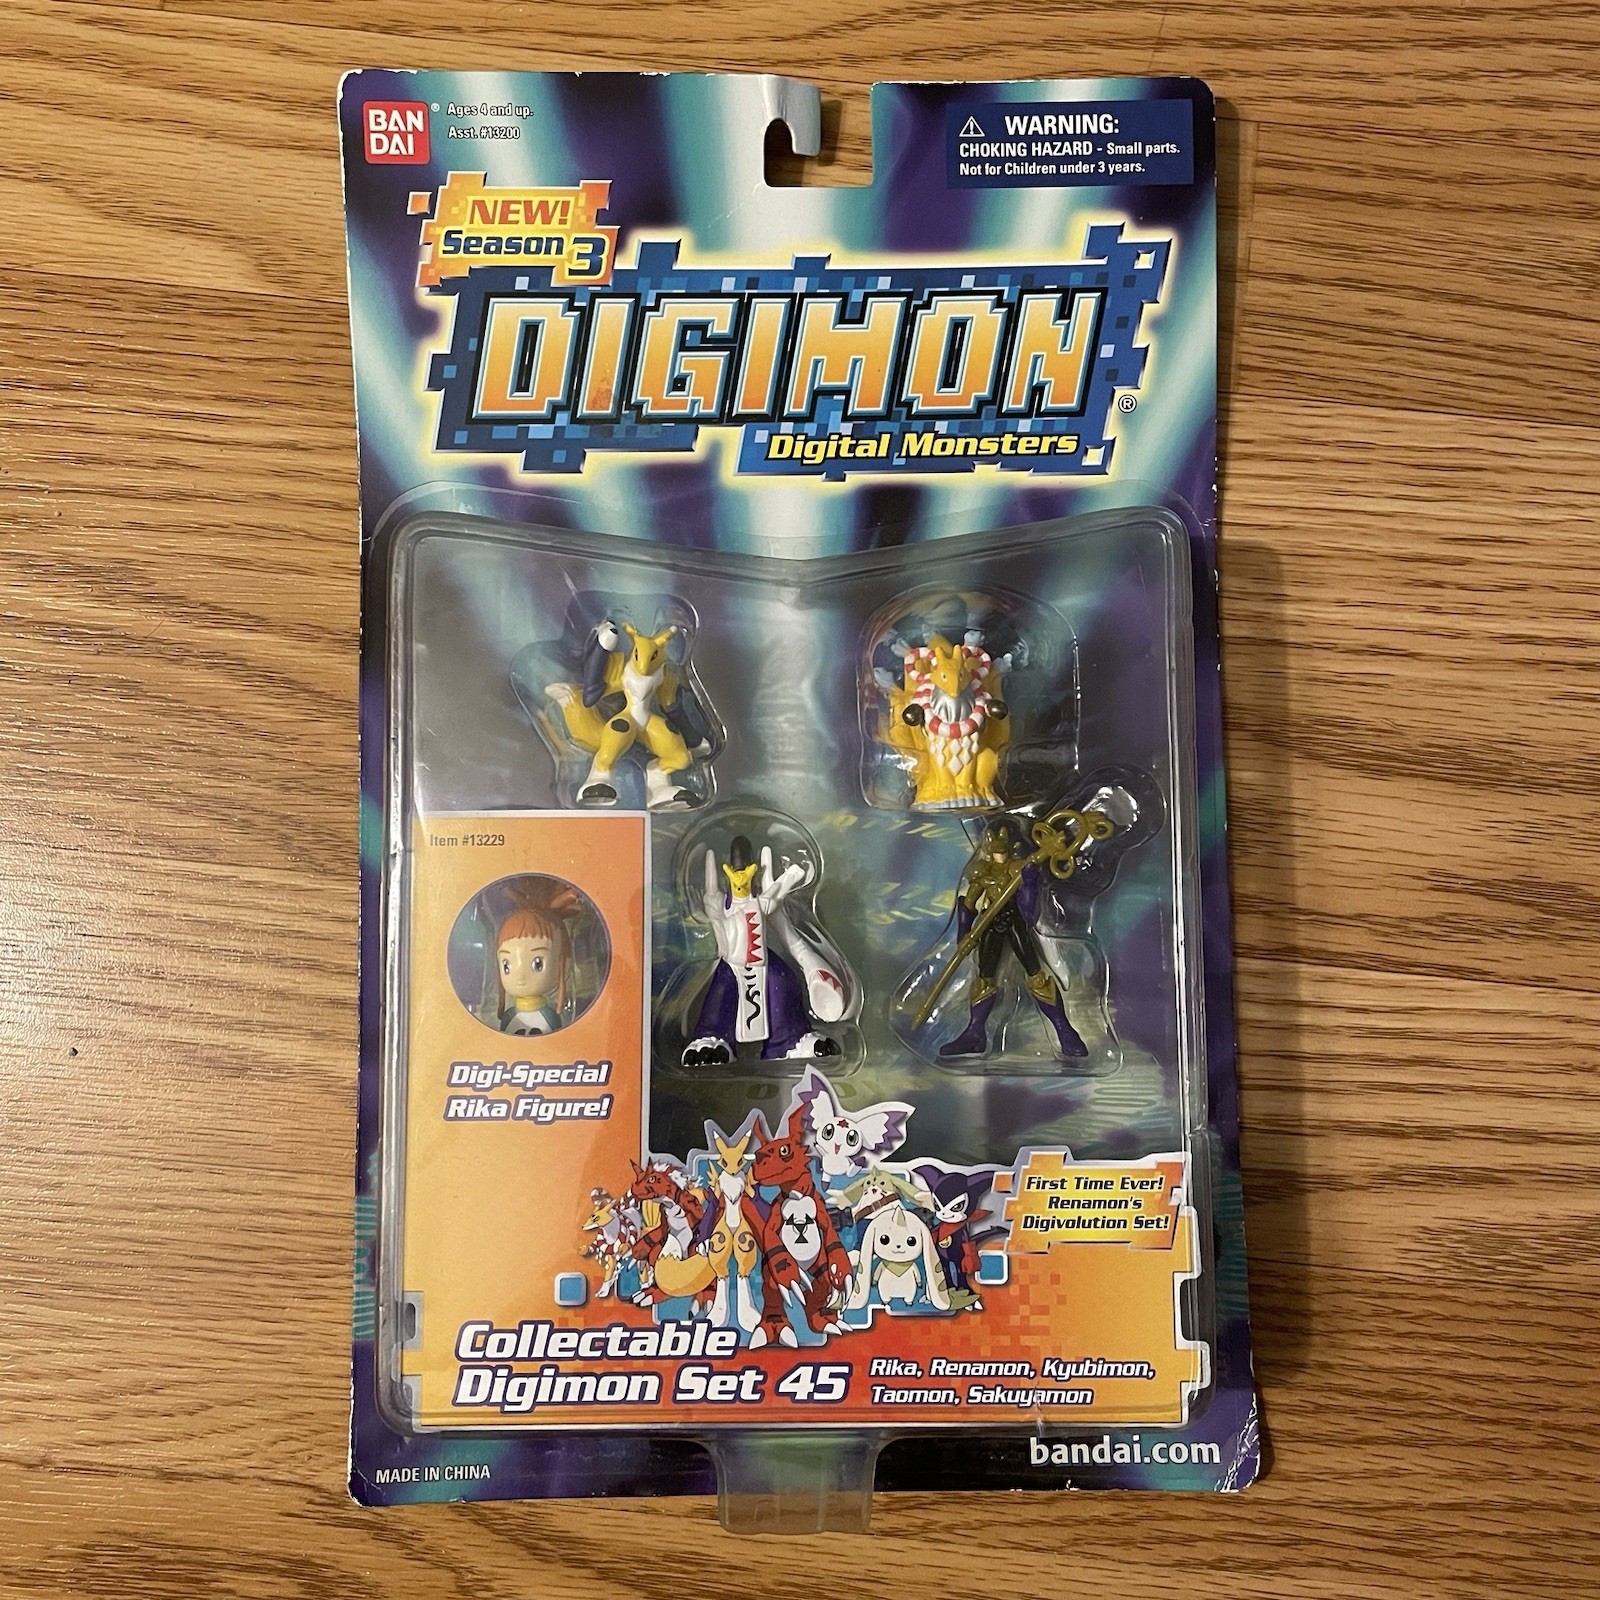 BAN
DAI
®
Ages 4 and up.
Asst. #13200
⚠ WARNING:
CHOKING HAZARD - Small parts.
Not for Children under 3 years.
NEW!
Season 3
DIGIMON
®
Digital Monsters
Item #13229
Digi-Special
Rika Figure!
First Time Ever!
Renamon's
Digivolution Set!
Collectable
Digimon Set 45
Rika, Renamon, Kyubimon,
Taomon, Sakuyamon
bandai.com
MADE IN CHINA